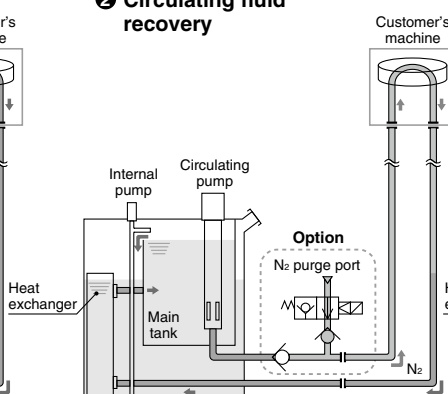 ❷ Circulating fluid
recovery
Customer's
machine
Circulating
pump
Internal
pump
Option
N₂ purge port
Heat
exchanger
Main
tank
N₂